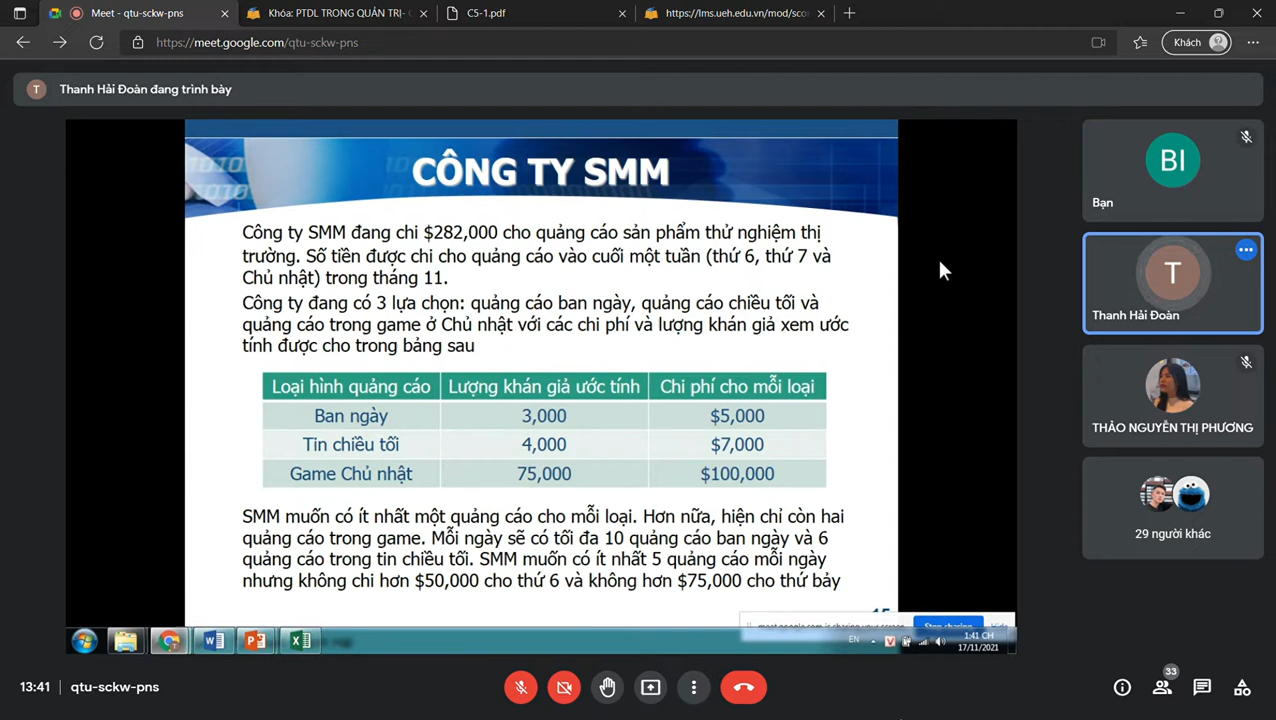 Meet - qtu-sckw-pns
Khóa: PTDL TRONG QUẢN TRỊ-
C5-1.pdf
https://lms.ueh.edu.vn/mod/sco
https://meet.google.com/qtu-sckw-pns
Khách
T
Thanh Hải Đoàn đang trình bày
CÔNG TY SMM
Công ty SMM đang chi $282,000 cho quảng cáo sản phẩm thử nghiệm thị
trường. Số tiền được chi cho quảng cáo vào cuối một tuần (thứ 6, thứ 7 và
Chủ nhật) trong tháng 11.
Công ty đang có 3 lựa chọn: quảng cáo ban ngày, quảng cáo chiều tối và
quảng cáo trong game ở Chủ nhật với các chi phí và lượng khán giả xem ước
tính được cho trong bảng sau
Loại hình quảng cáo Lượng khán giả ước tính Chi phí cho mỗi loại
Ban ngày 3,000 $5,000
Tin chiều tối 4,000 $7,000
Game Chủ nhật 75,000 $100,000
SMM muốn có ít nhất một quảng cáo cho mỗi loại. Hơn nữa, hiện chỉ còn hai
quảng cáo trong game. Mỗi ngày sẽ có tối đa 10 quảng cáo ban ngày và 6
quảng cáo trong tin chiều tối. SMM muốn có ít nhất 5 quảng cáo mỗi ngày
nhưng không chi hơn $50,000 cho thứ 6 và không hơn $75,000 cho thứ bảy
meet.google.com is sharing your screen.
Stop sharing
Hide
EN
1:41 CH
17/11/2021
BI
Bạn
T
Thanh Hải Đoàn
THẢO NGUYỄN THỊ PHƯƠNG
29 người khác
13:41
qtu-sckw-pns
33